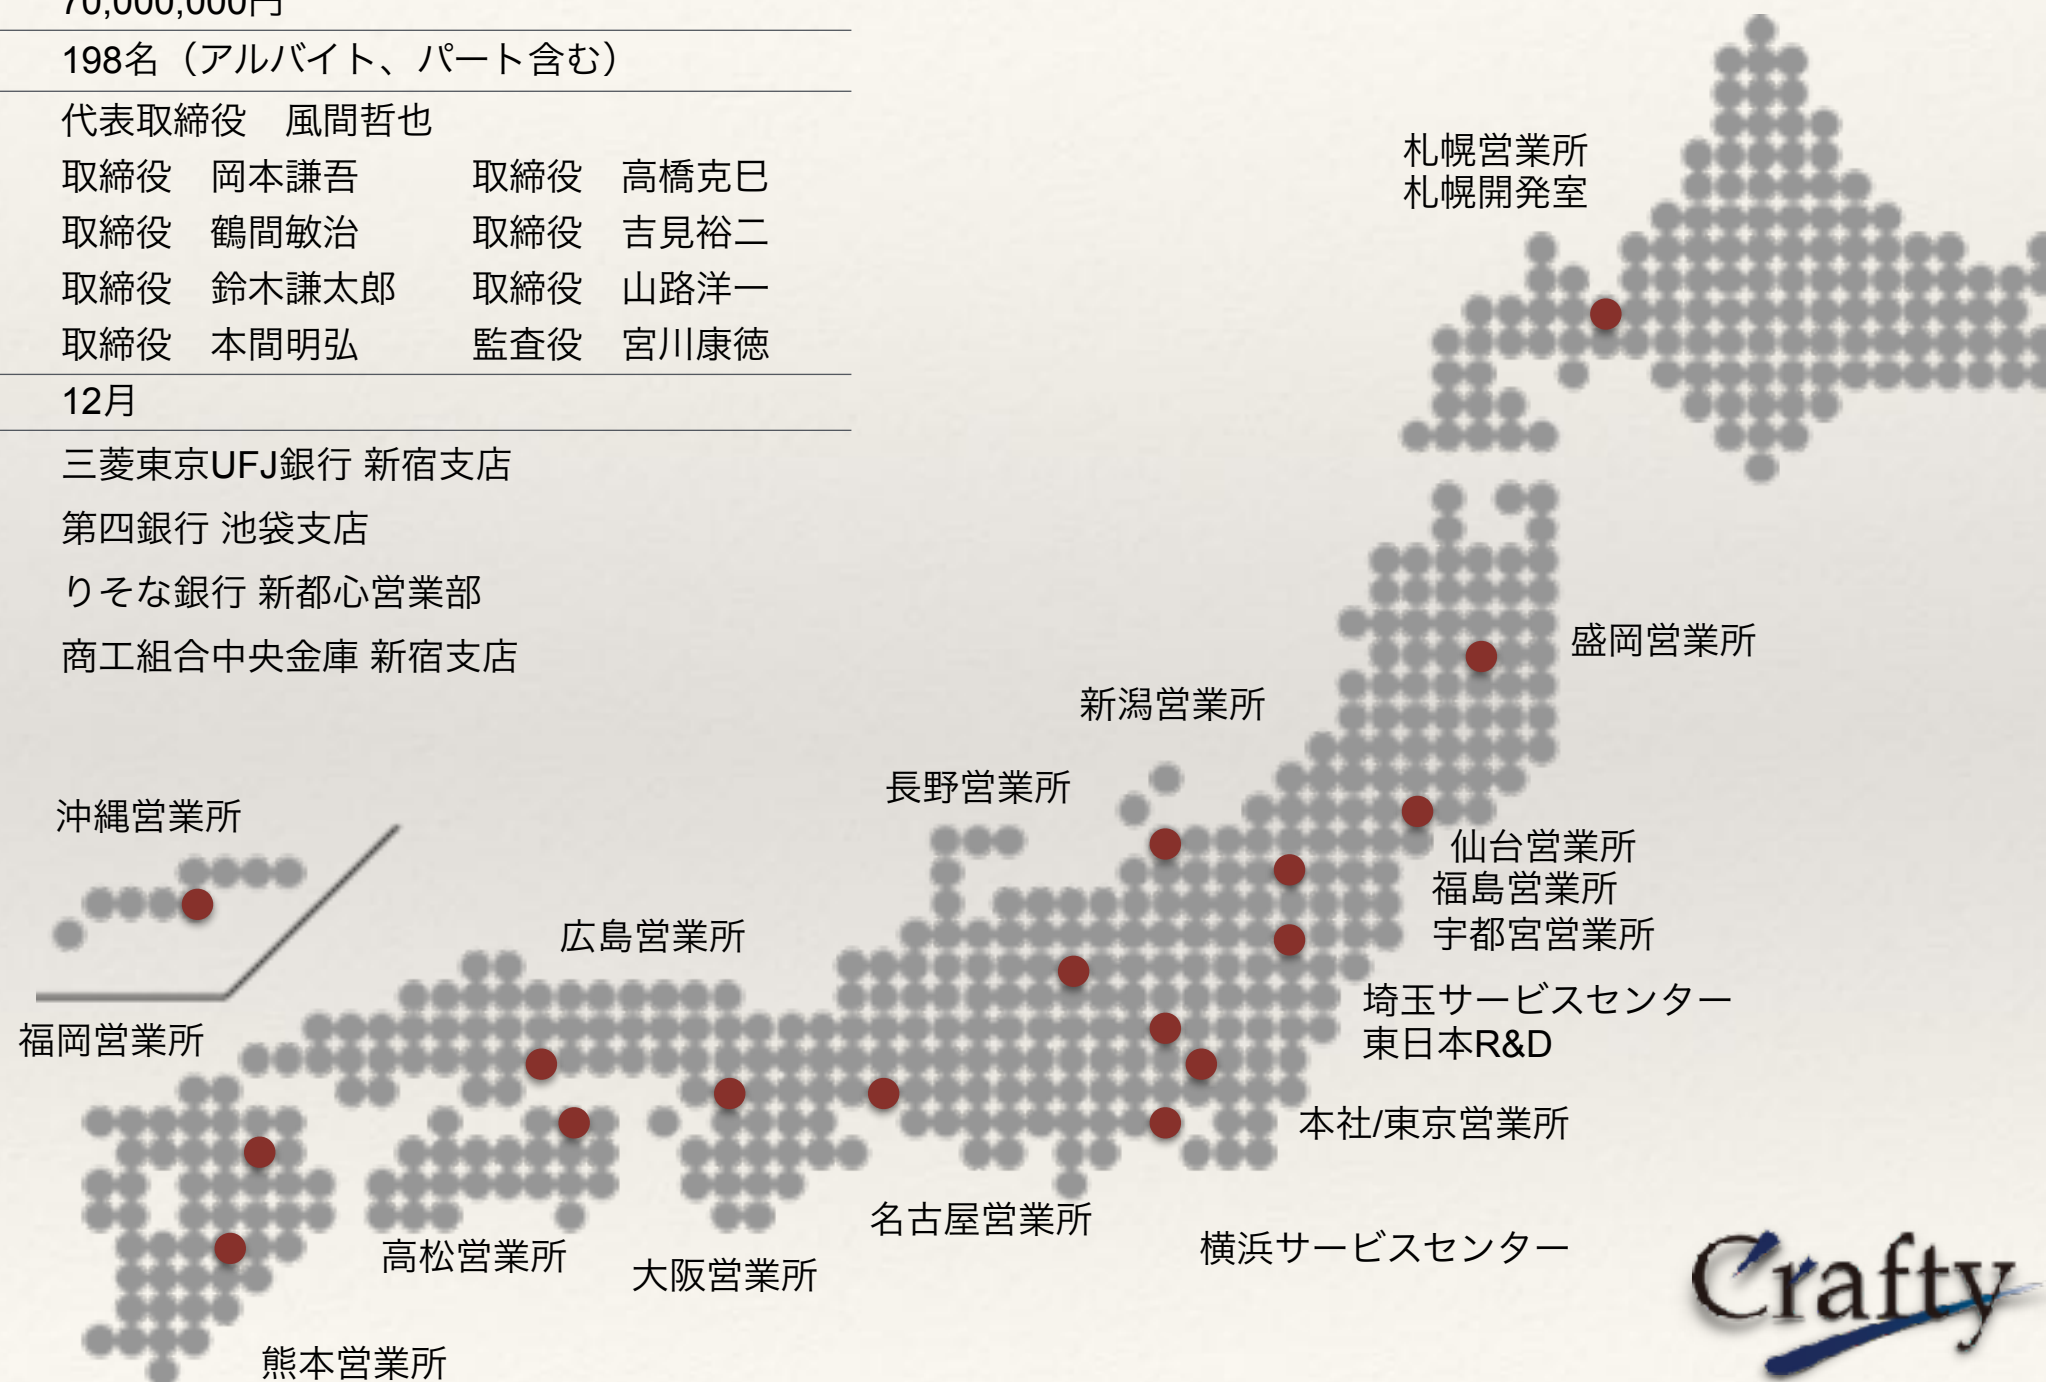 70,000,000円
198名（アルバイト、パート含む）
代表取締役　風間哲也
取締役　岡本謙吾　　　取締役　高橋克巳
取締役　鶴間敏治　　　取締役　吉見裕二
取締役　鈴木謙太郎　　取締役　山路洋一
取締役　本間明弘　　　監査役　宮川康徳
12月
三菱東京UFJ銀行 新宿支店
第四銀行 池袋支店
りそな銀行 新都心営業部
商工組合中央金庫 新宿支店
札幌営業所
札幌開発室
盛岡営業所
新潟営業所
長野営業所
沖縄営業所
仙台営業所
福島営業所
宇都宮営業所
広島営業所
埼玉サービスセンター
東日本R&D
福岡営業所
本社/東京営業所
名古屋営業所
横浜サービスセンター
高松営業所
大阪営業所
熊本営業所
Crafty